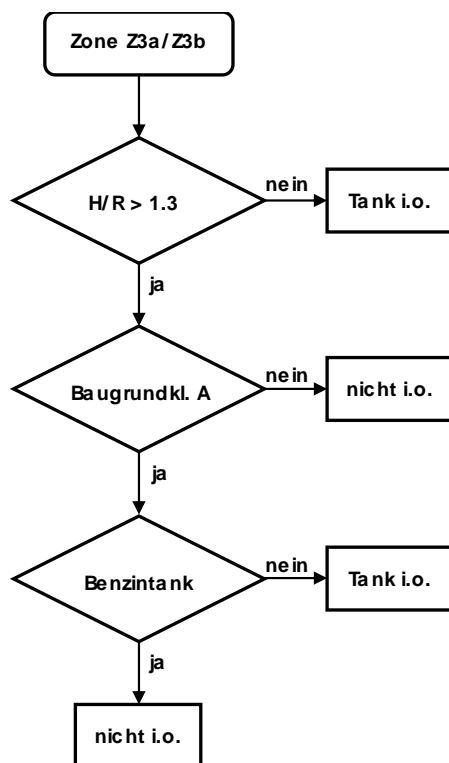 Zone Z3a/Z3b
H/R > 1.3
nein
Tank i.o.
ja
Baugrundkl. A
nein
nicht i.o.
ja
Benzintank
nein
Tank i.o.
ja
nicht i.o.